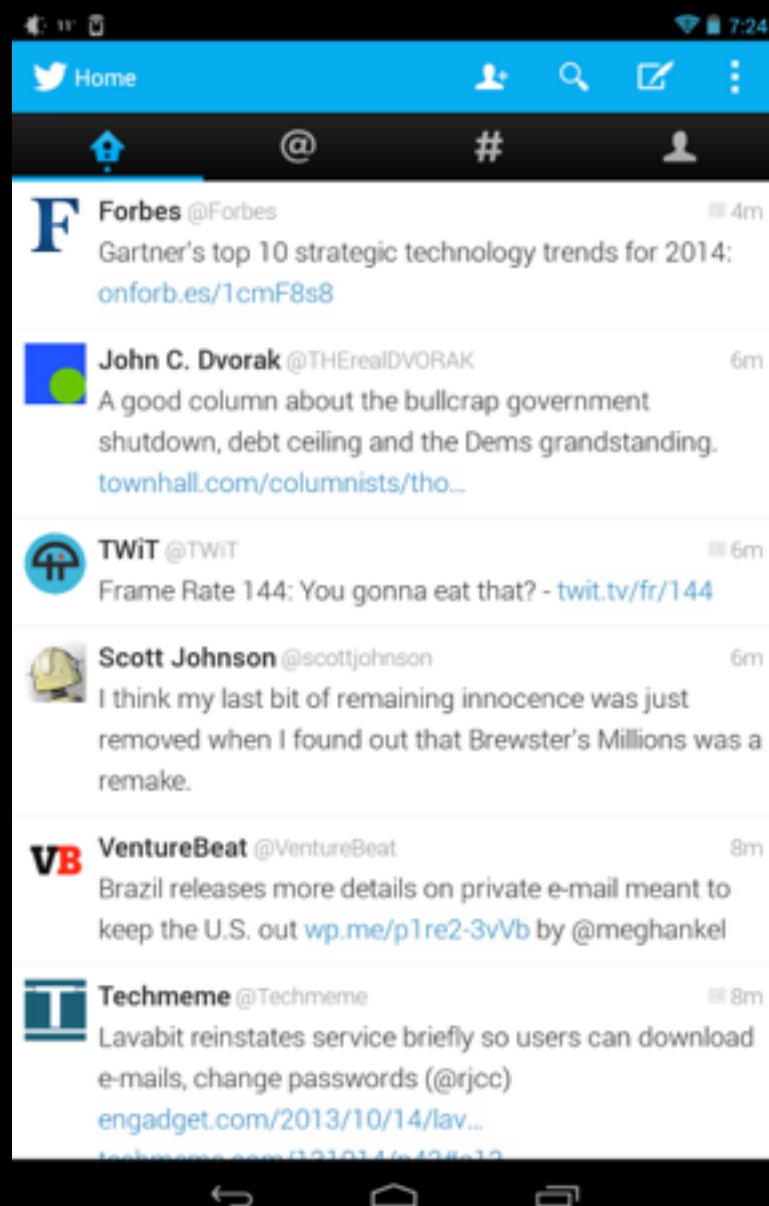 11° 7:24
Home
@ #
F Forbes @Forbes 4m
Gartner's top 10 strategic technology trends for 2014:
onforb.es/1cmF8s8
John C. Dvorak @THErealDVORAK 6m
A good column about the bullcrap government
shutdown, debt ceiling and the Dems grandstanding.
townhall.com/columnists/tho...
TWiT @TWiT 6m
Frame Rate 144: You gonna eat that? - twit.tv/fr/144
Scott Johnson @scottjohnson 6m
I think my last bit of remaining innocence was just
removed when I found out that Brewster's Millions was a
remake.
VB VentureBeat @VentureBeat 8m
Brazil releases more details on private e-mail meant to
keep the U.S. out wp.me/p1re2-3vVb by @meghankel
T Techmeme @Techmeme 8m
Lavabit reinstates service briefly so users can download
e-mails, change passwords (@rjcc)
engadget.com/2013/10/14/lav...